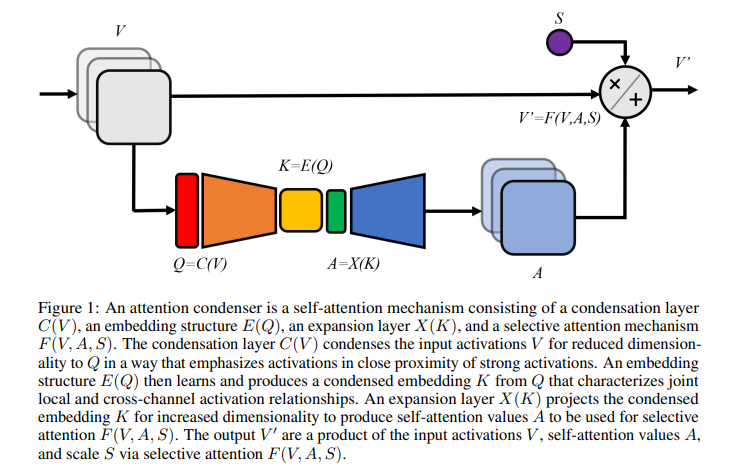 V
S
V'
×
+
V'=F(V,A,S)
K=E(Q)
Q=C(V)
A=X(K)
A
Figure 1: An attention condenser is a self-attention mechanism consisting of a condensation layer
C(V), an embedding structure E(Q), an expansion layer X(K), and a selective attention mechanism
F(V, A, S). The condensation layer C(V) condenses the input activations V for reduced dimension-
ality to Q in a way that emphasizes activations in close proximity of strong activations. An embedding
structure E(Q) then learns and produces a condensed embedding K from Q that characterizes joint
local and cross-channel activation relationships. An expansion layer X(K) projects the condensed
embedding K for increased dimensionality to produce self-attention values A to be used for selective
attention F(V, A, S). The output V′ are a product of the input activations V, self-attention values A,
and scale S via selective attention F(V, A, S).